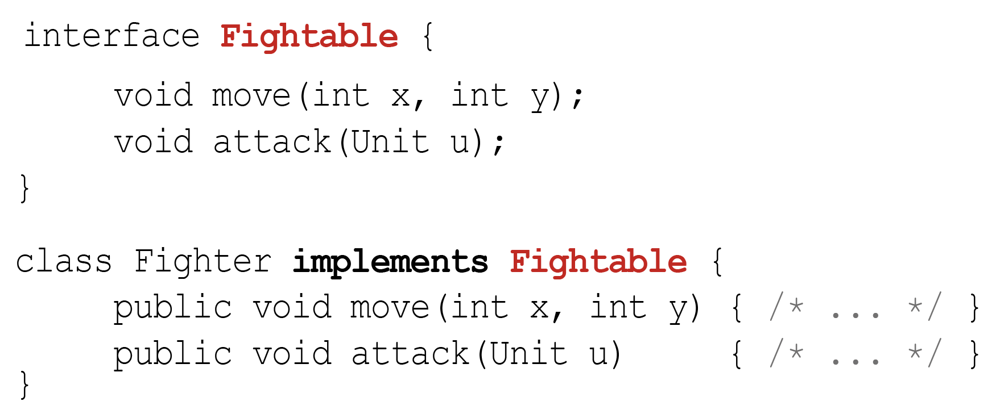 interface Fightable {
void move(int x, int y);
void attack(Unit u);
}
class Fighter implements Fightable {
public void move(int x, int y) { /* ... */ }
public void attack(Unit u) { /* ... */ }
}